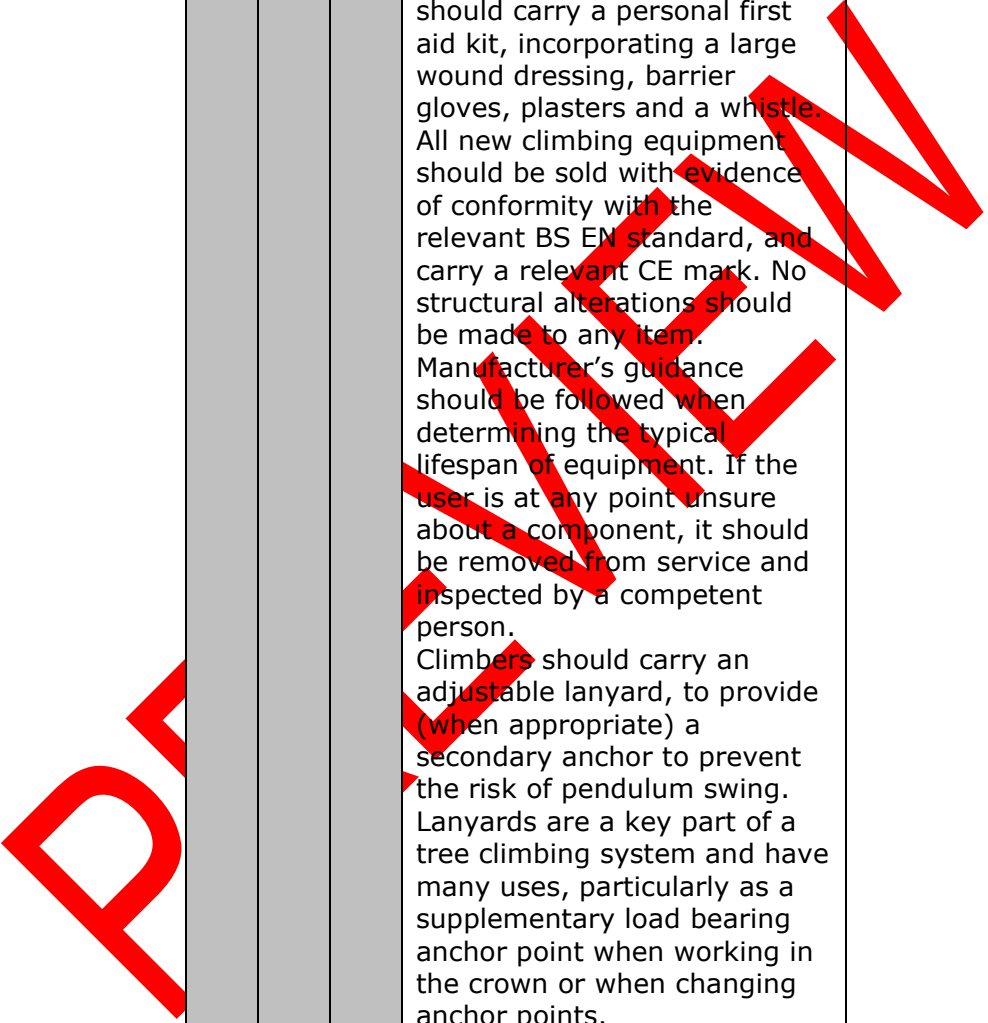 should carry a personal first
aid kit, incorporating a large
wound dressing, barrier
gloves, plasters and a whistle.
All new climbing equipment
should be sold with evidence
of conformity with the
relevant BS EN standard, and
carry a relevant CE mark. No
structural alterations should
be made to any item.
Manufacturer’s guidance
should be followed when
determining the typical
lifespan of equipment. If the
user is at any point unsure
about a component, it should
be removed from service and
inspected by a competent
person.
Climbers should carry an
adjustable lanyard, to provide
(when appropriate) a
secondary anchor to prevent
the risk of pendulum swing.
Lanyards are a key part of a
tree climbing system and have
many uses, particularly as a
supplementary load bearing
anchor point when working in
the crown or when changing
anchor points.
PREVIEW